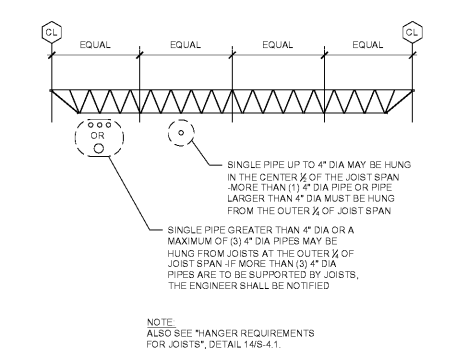 CL
CL
EQUAL
EQUAL
EQUAL
EQUAL
OR
SINGLE PIPE UP TO 4" DIA MAY BE HUNG
IN THE CENTER ½ OF THE JOIST SPAN
-MORE THAN (1) 4" DIA PIPE OR PIPE
LARGER THAN 4" DIA MUST BE HUNG
FROM THE OUTER ¼ OF JOIST SPAN
SINGLE PIPE GREATER THAN 4" DIA OR A
MAXIMUM OF (3) 4" DIA PIPES MAY BE
HUNG FROM JOISTS AT THE OUTER ¼ OF
JOIST SPAN -IF MORE THAN (3) 4" DIA
PIPES ARE TO BE SUPPORTED BY JOISTS,
THE ENGINEER SHALL BE NOTIFIED
NOTE
ALSO SEE "HANGER REQUIREMENTS
FOR JOISTS", DETAIL 14/S-4.1.